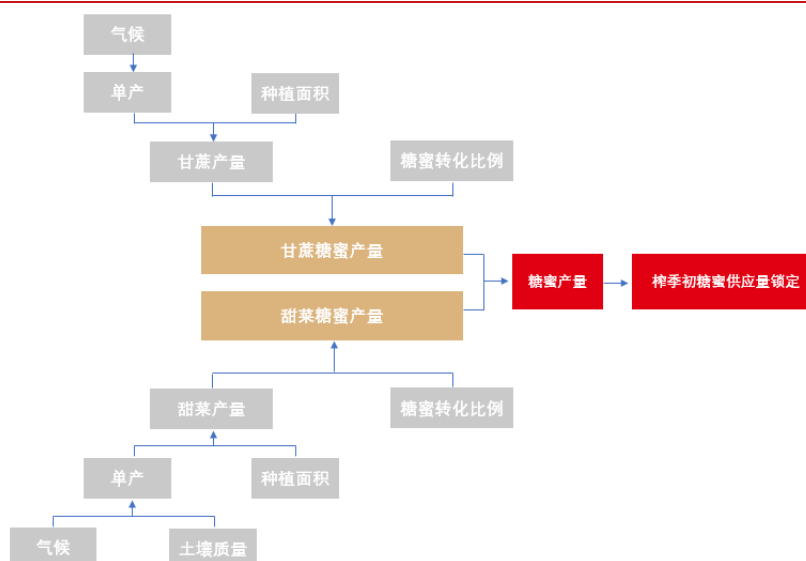 气候
单产
种植面积
甘蔗产量
糖蜜转化比例
甘蔗糖蜜产量
糖蜜产量
榨季初糖蜜供应量锁定
甜菜糖蜜产量
甜菜产量
糖蜜转化比例
单产
种植面积
气候
土壤质量